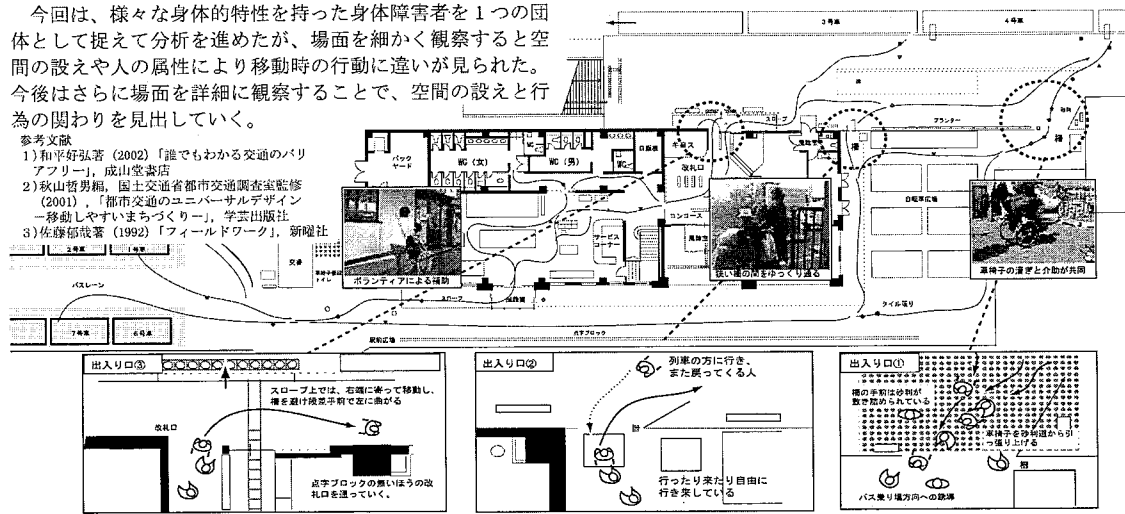 今回は、様々な身体的特性を持った身体障害者を１つの団
体として捉えて分析を進めたが、場面を細かく観察すると空
間の設えや人の属性により移動時の行動に違いが見られた。
今後はさらに場面を詳細に観察することで、空間の設えと行
為の関わりを見出していく。
参考文献
1)和平好弘著（2002）「誰でもわかる交通のバリ
アフリー」，成山堂書店
2)秋山哲男編，国土交通省都市交通調査室監修
（2001），「都市交通のユニバーサルデザイン
ー移動しやすいまちづくりー」，学芸出版社
3)佐藤郁哉著（1992）「フィールドワーク」，新曜社
3号車
4号車
スロープ
プランター
柵
柵
砂利
バック
ヤード
WC（女）
WC
WC（男）
WC
自販機
キヨスク
改札口
風除室
コンコース
風除室
サービス
コーナー
自転車広場
ボランティアによる補助
狭い柵の間をゆっくり通る
車椅子の漕ぎと介助が共同
2号車
1号車
交番
バスレーン
スロープ
風除室
タイル張り
7号車
6号車
駅前広場
点字ブロック
出入り口③
スロープ上では、右端に寄って移動し、
柵を避け段差手前で左に曲がる
改札口
点字ブロックの無いほうの改
札口を通っていく。
出入り口②
列車の方に行き、
また戻ってくる人
行ったり来たり自由に
行き来している
出入り口①
柵の手前は砂利が
敷き詰められている
車椅子を砂利道から引
っ張り上げる
柵
バス乗り場方向への誘導